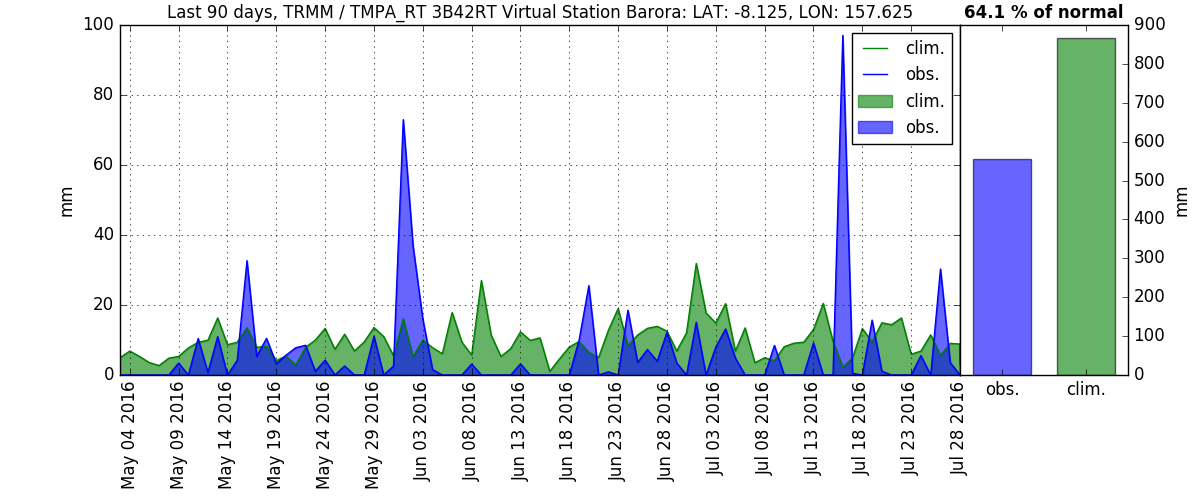 Last 90 days, TRMM / TMPA_RT 3B42RT Virtual Station Barora: LAT: -8.125, LON: 157.625
64.1 % of normal
100
80
60
40
20
0
mm
clim.
obs.
clim.
obs.
900
800
700
600
500
400
300
200
100
0
mm
May 04 2016
May 09 2016
May 14 2016
May 19 2016
May 24 2016
May 29 2016
Jun 03 2016
Jun 08 2016
Jun 13 2016
Jun 18 2016
Jun 23 2016
Jun 28 2016
Jul 03 2016
Jul 08 2016
Jul 13 2016
Jul 18 2016
Jul 23 2016
Jul 28 2016
obs.
clim.